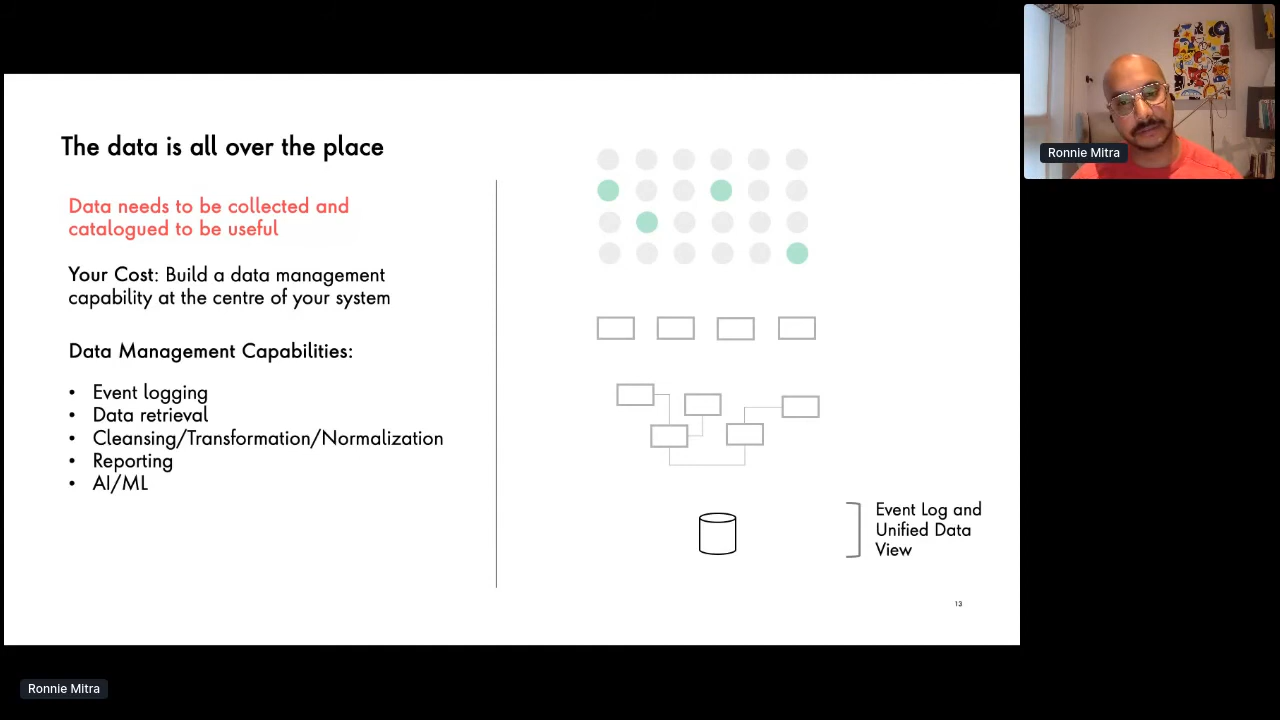 The data is all over the place
Data needs to be collected and
catalogued to be useful
Your Cost: Build a data management
capability at the centre of your system
Data Management Capabilities:
• Event logging
• Data retrieval
• Cleansing/Transformation/Normalization
• Reporting
• AI/ML
Event Log and
Unified Data
View
13
Ronnie Mitra
Ronnie Mitra